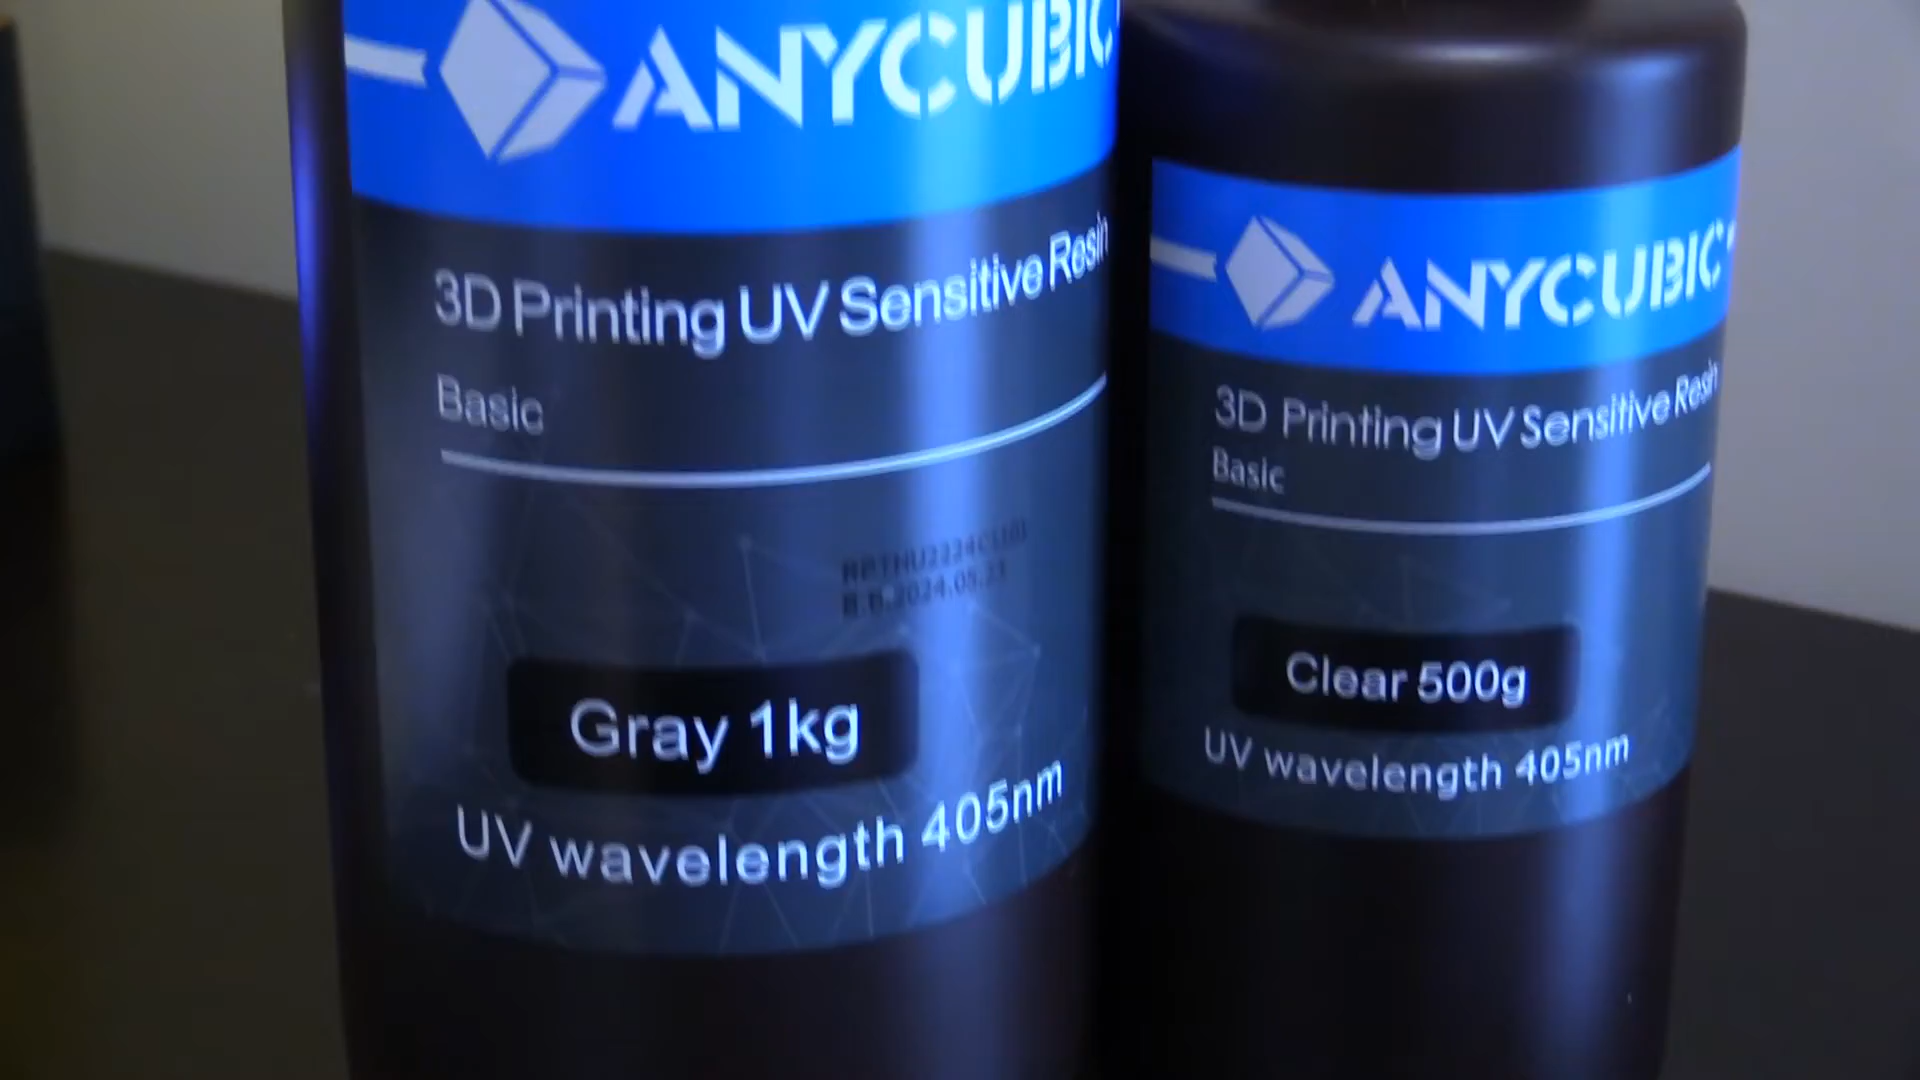 ANYCUBIC
3D Printing UV Sensitive Resin
Basic
Gray 1kg
UV wavelength 405nm
ANYCUBIC
3D Printing UV Sensitive Resin
Basic
Clear 500g
UV wavelength 405nm